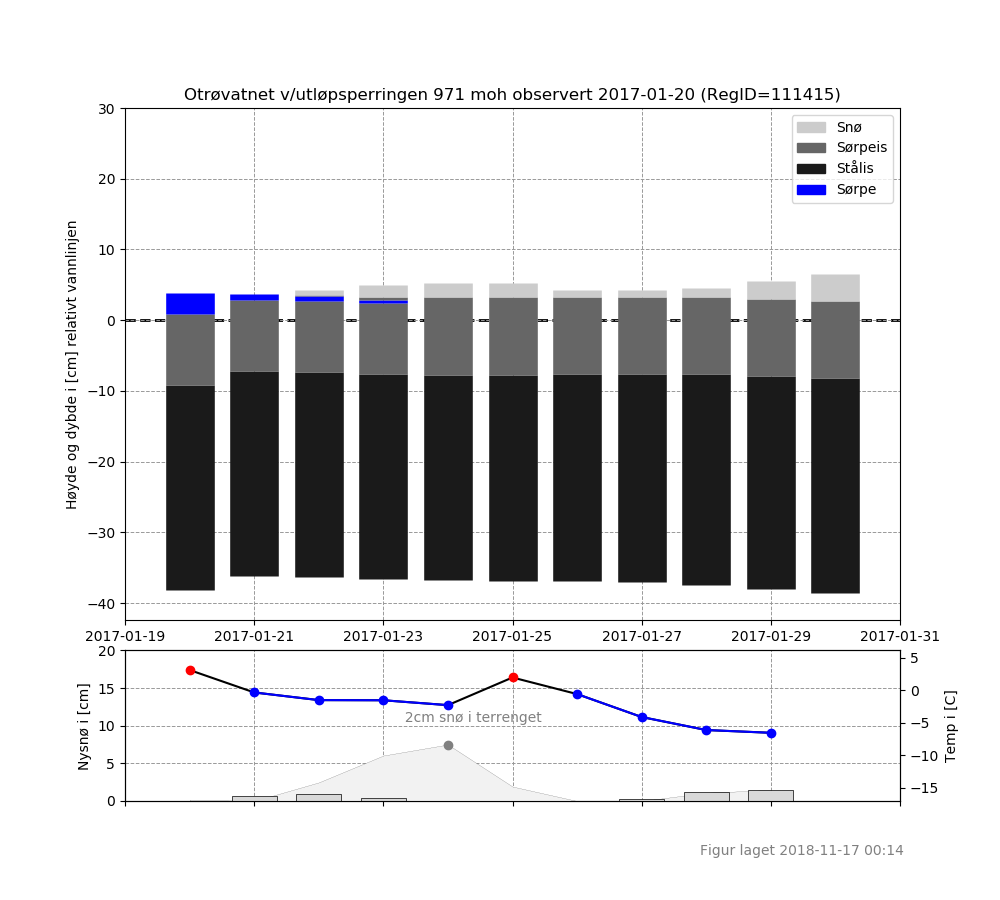 Otrøvatnet v/utløpsperringen 971 moh observert 2017-01-20 (RegID=111415)
30
20
10
0
−10
−20
−30
−40
Høyde og dybde i [cm] relativt vannlinjen
Snø
Sørpeis
Stålis
Sørpe
2017-01-19 2017-01-21 2017-01-23 2017-01-25 2017-01-27 2017-01-29 2017-01-31
20
15
10
5
0
Nysnø i [cm]
2cm snø i terrenget
5
0
−5
−10
−15
Temp i [C]
Figur laget 2018-11-17 00:14